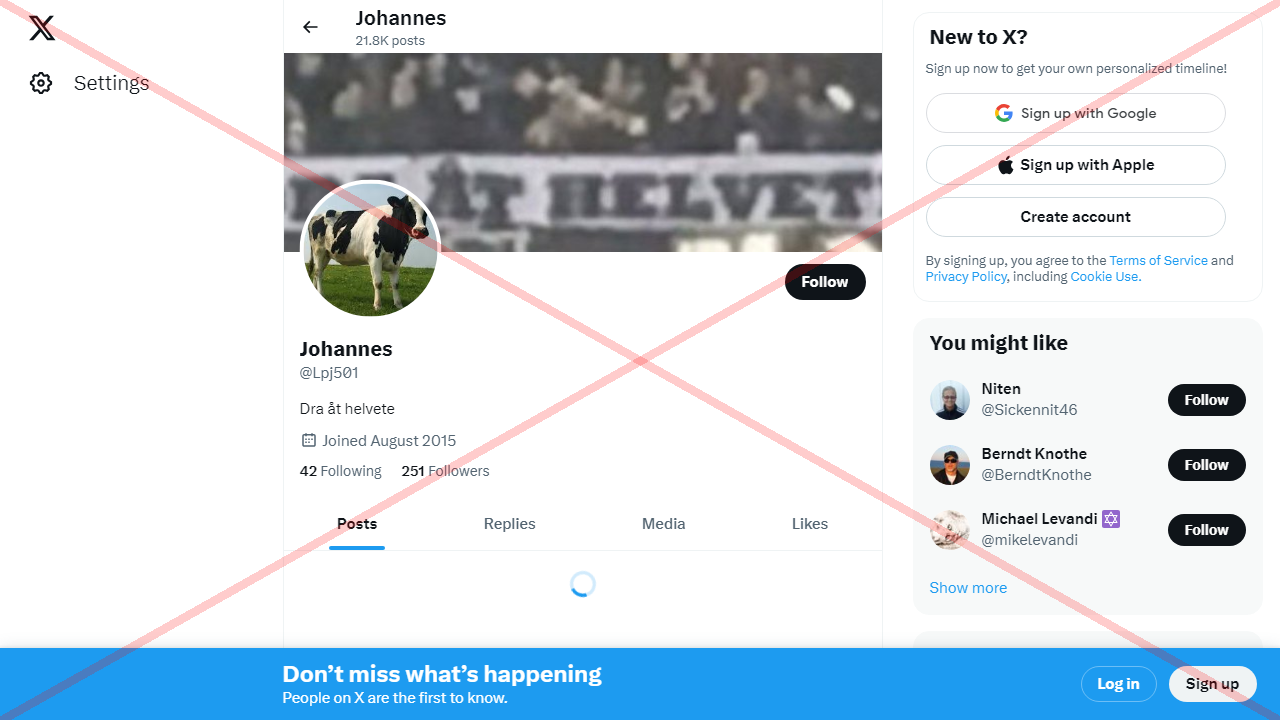 Johannes
21.8K posts
Settings
ÅT HELVET
Follow
Johannes
@Lpj501
Dra åt helvete
Joined August 2015
42 Following 251 Followers
Posts Replies Media Likes
New to X?
Sign up now to get your own personalized timeline!
Sign up with Google
Sign up with Apple
Create account
By signing up, you agree to the Terms of Service and
Privacy Policy, including Cookie Use.
You might like
Niten
@Sickennit46
Follow
Berndt Knothe
@BerndtKnothe
Follow
Michael Levandi
@mikelevandi
Follow
Show more
Don’t miss what’s happening
People on X are the first to know.
Log in
Sign up